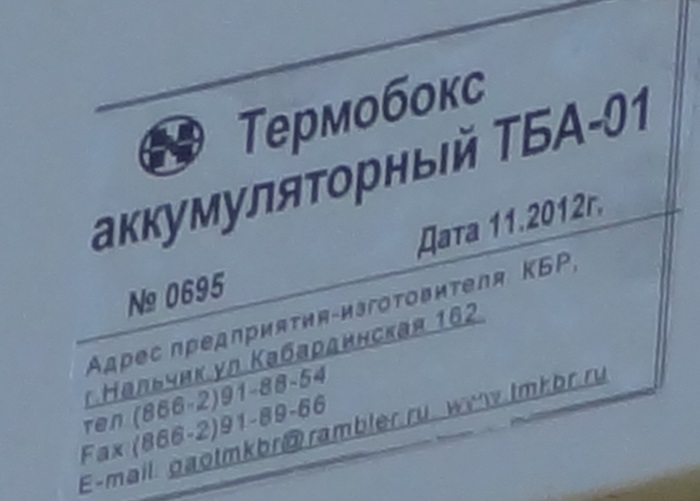 Термобокс
аккумуляторный ТБА-01
№ 0695 Дата 11.2012г.
Адрес предприятия-изготовителя КБР,
г.Нальчик ул Кабардинская 162.
тел (866-2)91-88-54
Fax (866-2)91-89-66
E-mail: oaotmkbr@rambler.ru www.tmkbr.ru